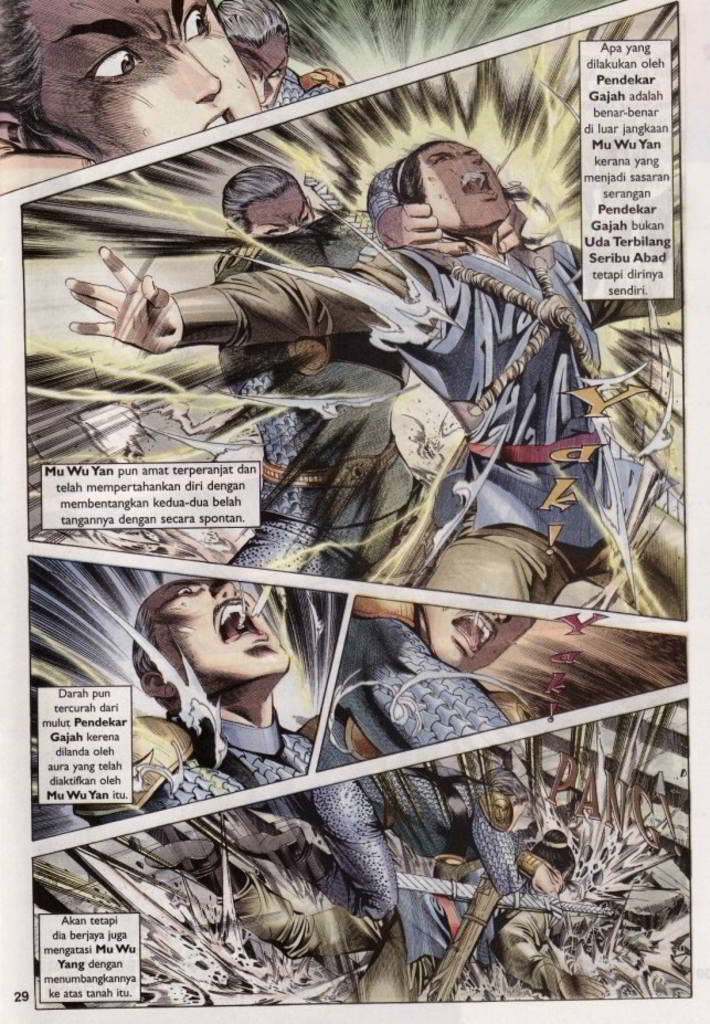 Apa yang
dilakukan oleh
Pendekar
Gajah adalah
benar-benar
di luar jangkaan
Mu Wu Yan
kerana yang
menjadi sasaran
serangan
Pendekar
Gajah bukan
Uda Terbilang
Seribu Abad
tetapi dirinya
sendiri.
Yak!
Mu Wu Yan pun amat terperanjat dan
telah mempertahankan diri dengan
membentangkan kedua-dua belah
tangannya dengan secara spontan.
Darah pun
tercurah dari
mulut Pendekar
Gajah kerena
dilanda oleh
aura yang telah
diaktifkan oleh
Mu Wu Yan itu.
Yak!
PANG!
Akan tetapi
dia berjaya juga
mengatasi Mu Wu
Yang dengan
menumbangkannya
ke atas tanah itu.
29